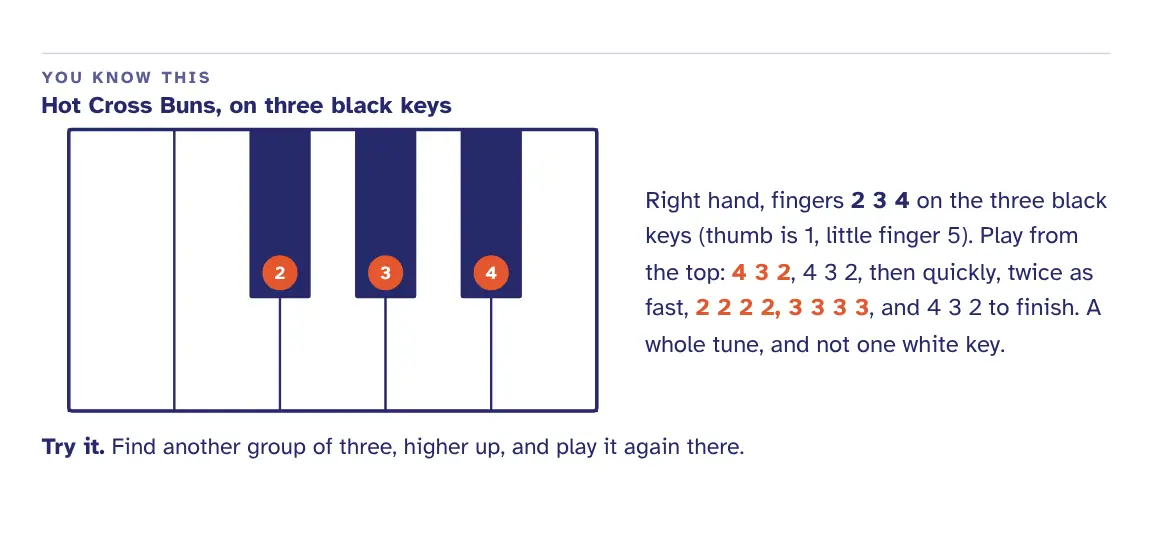 YOU KNOW THIS
Hot Cross Buns, on three black keys
2 3 4
Right hand, fingers 2 3 4 on the three black
keys (thumb is 1, little finger 5). Play from
the top: 4 3 2, 4 3 2, then quickly, twice as
fast, 2 2 2 2, 3 3 3 3, and 4 3 2 to finish. A
whole tune, and not one white key.
Try it. Find another group of three, higher up, and play it again there.